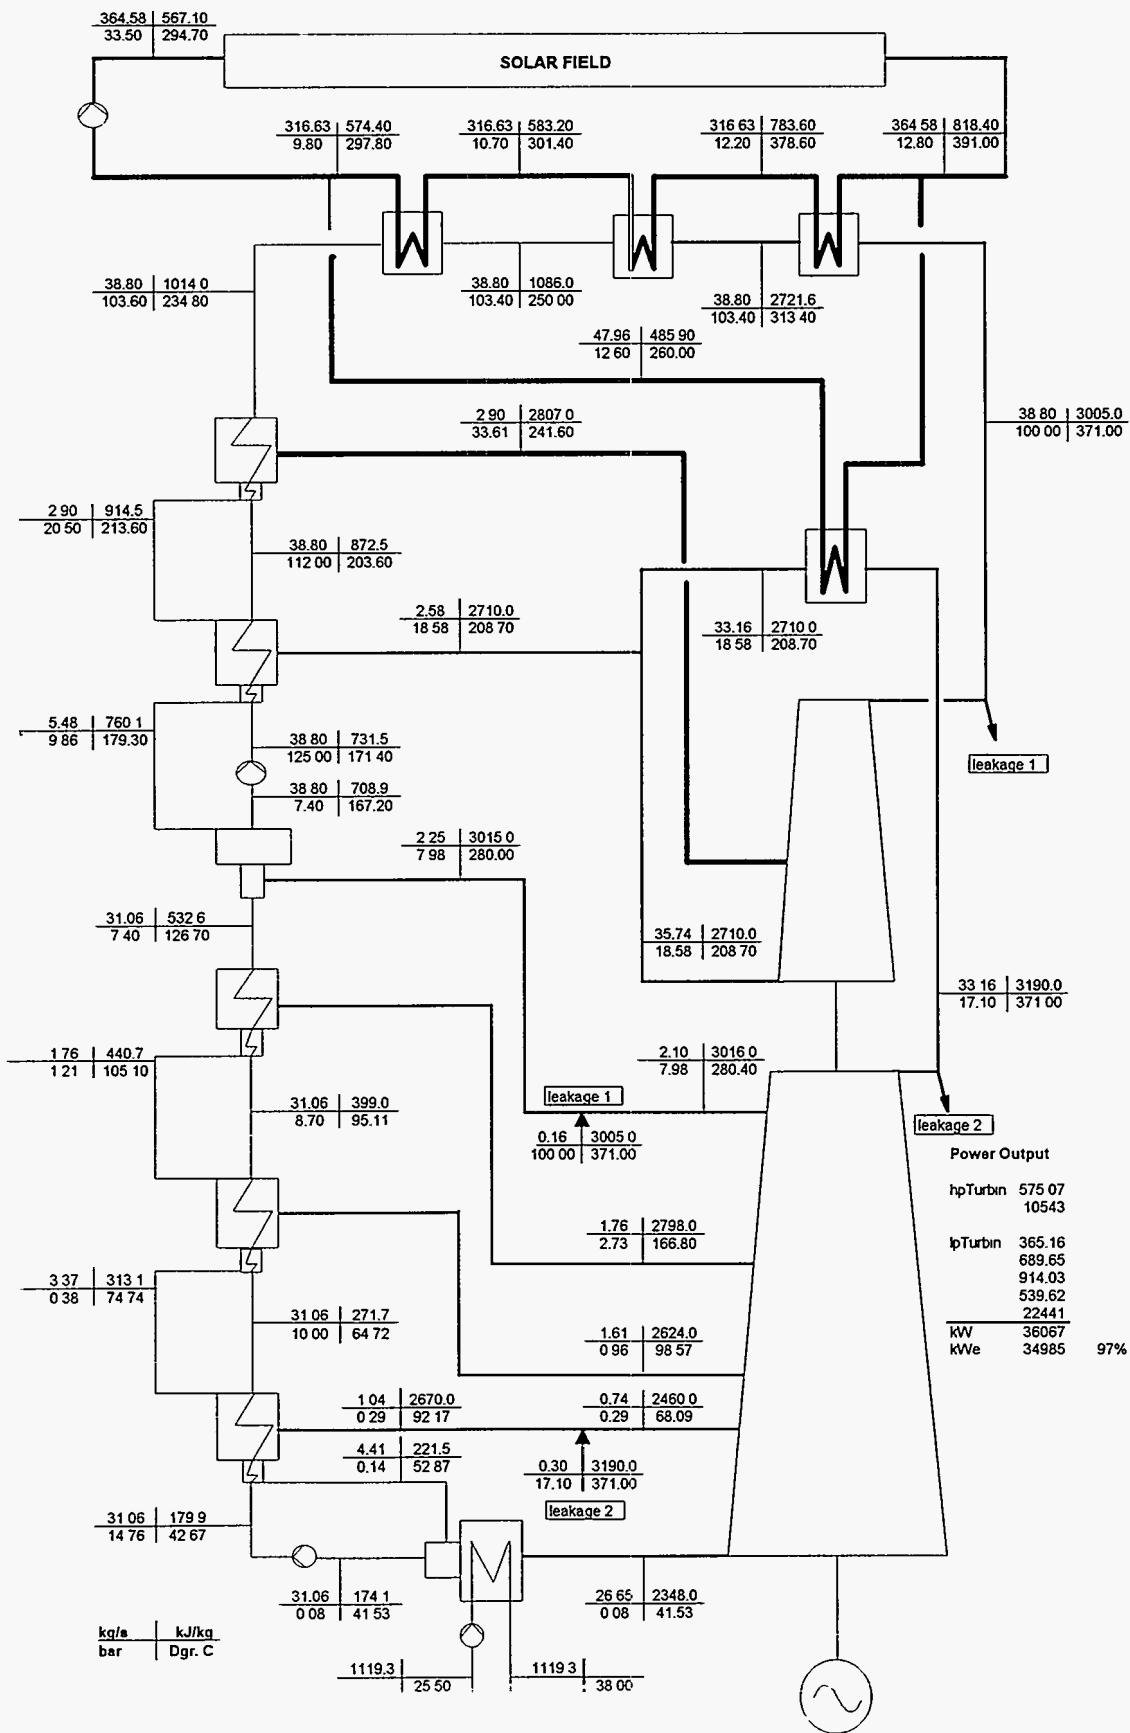 364.58 567.10
33.50 294.70
SOLAR FIELD
316.63 574.40
9.80 297.80
316.63 583.20
10.70 301.40
316 63 783.60
12.20 378.60
364 58 818.40
12.80 391.00
38.80 1014 0
103.60 234 80
38.80 1086.0
103.40 250 00
38.80 2721.6
103.40 313 40
47.96 485 90
12 60 260.00
2 90 2807 0
33.61 241.60
38 80 3005.0
100 00 371.00
2 90 914.5
20 50 213.60
38.80 872.5
112 00 203.60
2.58 2710.0
18 58 208 70
33.16 2710 0
18 58 208.70
5.48 760 1
9 86 179.30
38 80 731.5
125 00 171 40
38 80 708.9
7.40 167.20
leakage 1
2 25 3015 0
7 98 280.00
31.06 532 6
7 40 126 70
35.74 2710.0
18.58 208 70
33 16 3190.0
17.10 371 00
1 76 440.7
1 21 105 10
2.10 3016 0
7.98 280.40
leakage 1
31.06 399.0
8.70 95.11
0.16 3005 0
100 00 371.00
leakage 2
Power Output
hpTurbin 575 07
10543
lpTurbin 365.16
689.65
914.03
539.62
22441
kW 36067
kWe 34985 97%
1.76 2798.0
2.73 166.80
3 37 313 1
0 38 74 74
31 06 271.7
10 00 64 72
1.61 2624.0
0 96 98 57
1 04 2670.0
0 29 92 17
0.74 2460 0
0.29 68.09
4.41 221.5
0.14 52 87
0.30 3190.0
17.10 371.00
leakage 2
31 06 179 9
14 76 42 67
31.06 174 1
0 08 41 53
26 65 2348.0
0 08 41.53
kg/s kJ/kg
bar Dgr. C
1119.3
25 50
1119 3
38 00